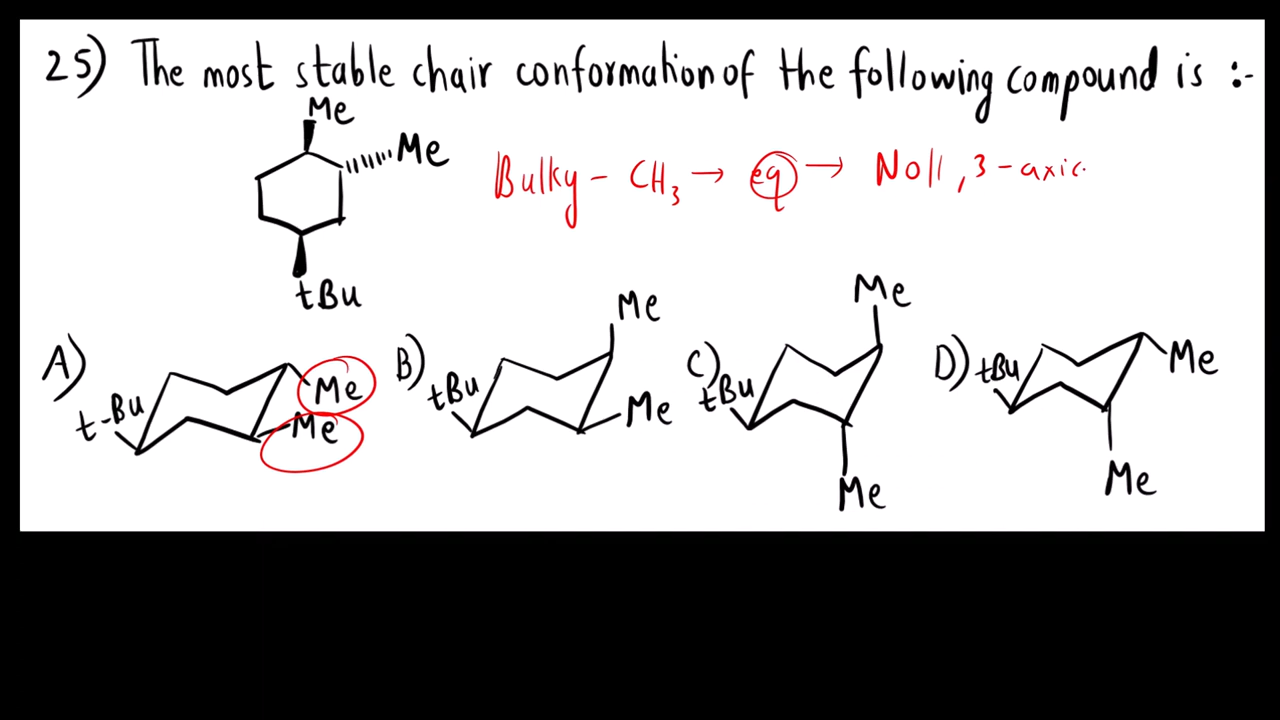 25) The most stable chair conformation of the following compound is :-
Me
Me
Bulky - CH3 → eq → No 1,3-axic
tBu
A) t-Bu Me Me
B) tBu Me Me
C) tBu Me Me
D) tBu Me Me